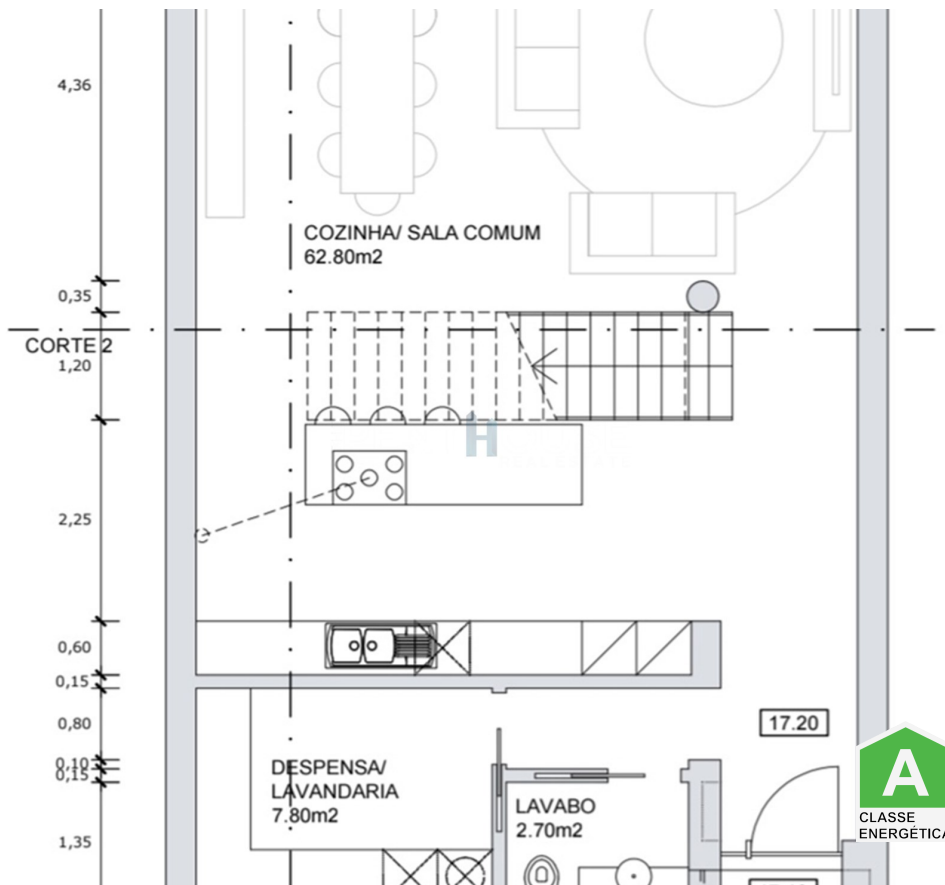 4,36
COZINHA/ SALA COMUM
62.80m2
0,35
CORTE 2
1,20
H
2,25
0,60
0,15
0,80
17.20
0,10
0,15
DESPENSA/
LAVANDARIA
7.80m2
LAVABO
2.70m2
1,35
A
CLASSE
ENERGÉTICA